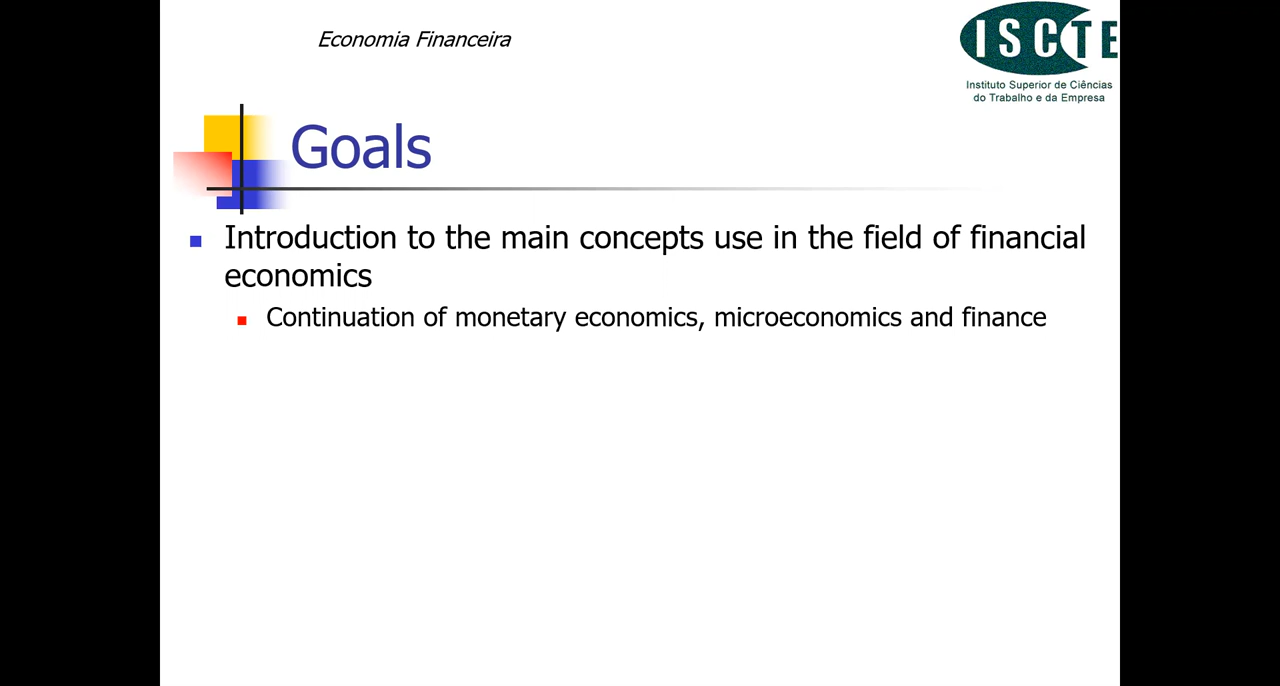 Economia Financeira
ISCTE
Instituto Superior de Ciências
do Trabalho e da Empresa
Goals
Introduction to the main concepts use in the field of financial
economics
Continuation of monetary economics, microeconomics and finance